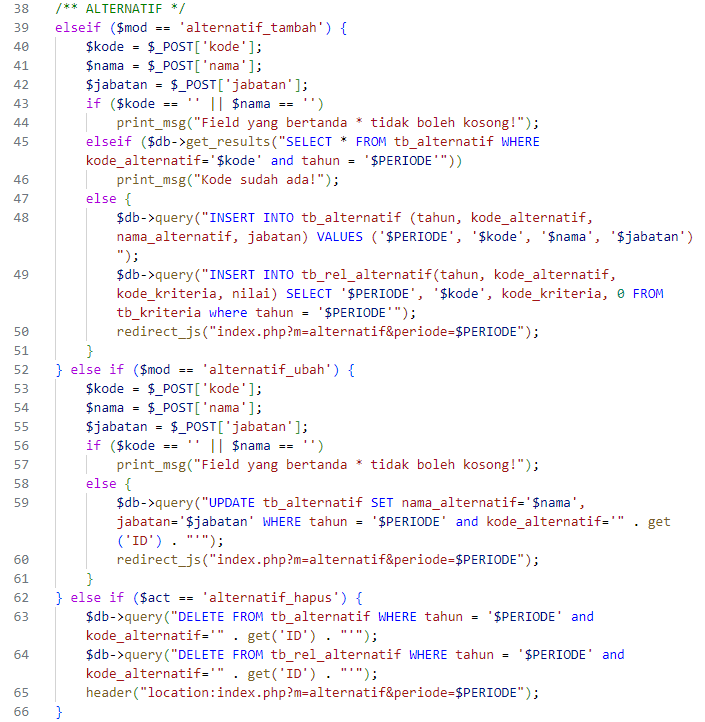 38 /** ALTERNATIF */
39 elseif ($mod == 'alternatif_tambah') {
40 $kode = $_POST['kode'];
41 $nama = $_POST['nama'];
42 $jabatan = $_POST['jabatan'];
43 if ($kode == '' || $nama == '')
44 print_msg("Field yang bertanda * tidak boleh kosong!");
45 elseif ($db->get_results("SELECT * FROM tb_alternatif WHERE
kode_alternatif='$kode' and tahun = '$PERIODE'"))
46 print_msg("Kode sudah ada!");
47 else {
48 $db->query("INSERT INTO tb_alternatif (tahun, kode_alternatif,
nama_alternatif, jabatan) VALUES ('$PERIODE', '$kode', '$nama', '$jabatan')
");
49 $db->query("INSERT INTO tb_rel_alternatif(tahun, kode_alternatif,
kode_kriteria, nilai) SELECT '$PERIODE', '$kode', kode_kriteria, 0 FROM
tb_kriteria where tahun = '$PERIODE'");
50 redirect_js("index.php?m=alternatif&periode=$PERIODE");
51 }
52 } else if ($mod == 'alternatif_ubah') {
53 $kode = $_POST['kode'];
54 $nama = $_POST['nama'];
55 $jabatan = $_POST['jabatan'];
56 if ($kode == '' || $nama == '')
57 print_msg("Field yang bertanda * tidak boleh kosong!");
58 else {
59 $db->query("UPDATE tb_alternatif SET nama_alternatif='$nama',
jabatan='$jabatan' WHERE tahun = '$PERIODE' and kode_alternatif='" . get
('ID') . "'");
60 redirect_js("index.php?m=alternatif&periode=$PERIODE");
61 }
62 } else if ($act == 'alternatif_hapus') {
63 $db->query("DELETE FROM tb_alternatif WHERE tahun = '$PERIODE' and
kode_alternatif='" . get('ID') . "'");
64 $db->query("DELETE FROM tb_rel_alternatif WHERE tahun = '$PERIODE' and
kode_alternatif='" . get('ID') . "'");
65 header("location:index.php?m=alternatif&periode=$PERIODE");
66 }